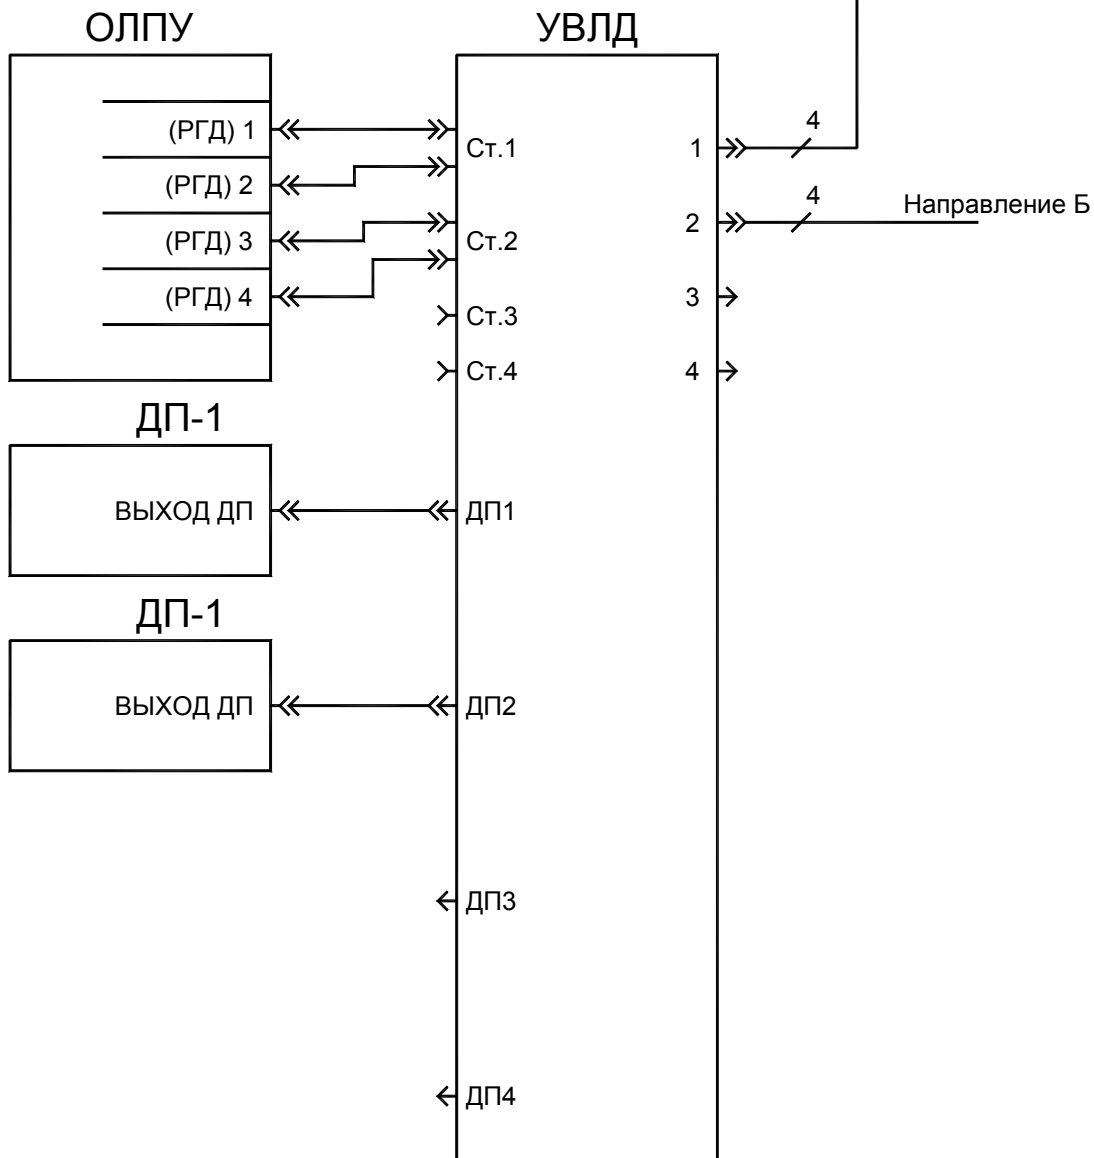 ОЛПУ
УВЛД
(РГД) 1
(РГД) 2
(РГД) 3
(РГД) 4
Ст.1
Ст.2
Ст.3
Ст.4
1
2
3
4
4
4
Направление Б
ДП-1
ВЫХОД ДП
ДП1
ДП-1
ВЫХОД ДП
ДП2
ДП3
ДП4